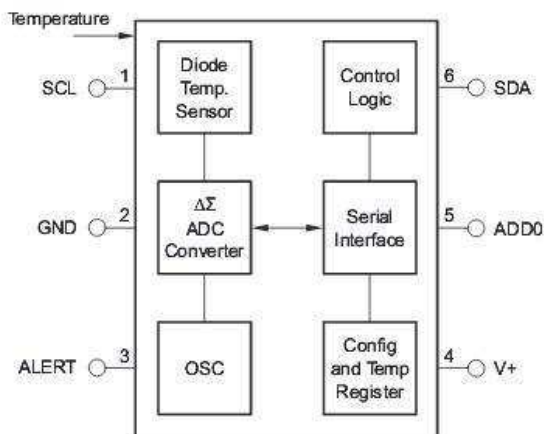 Temperature
SCL
1
Diode
Temp.
Sensor
Control
Logic
6
SDA
GND
2
ΔΣ
ADC
Converter
Serial
Interface
5
ADD0
ALERT
3
OSC
Config
and Temp
Register
4
V+